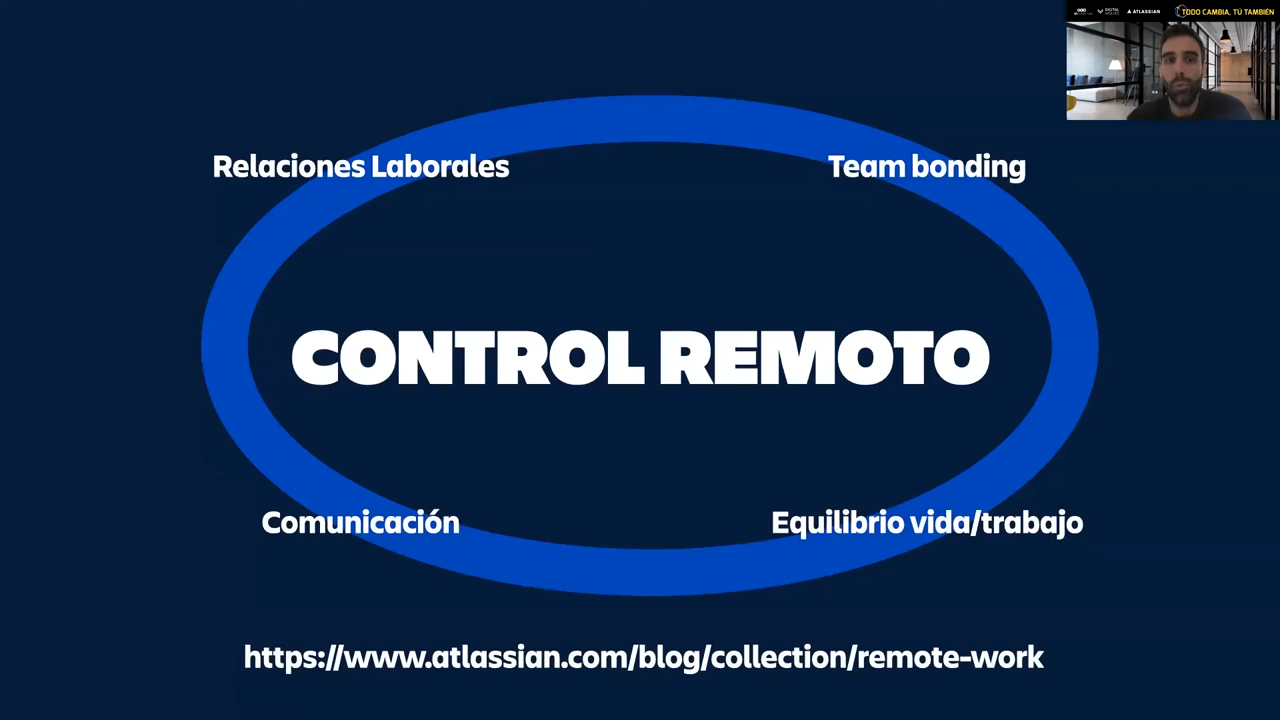 ATLASSIAN
TODO CAMBIA, TÚ TAMBIÉN
Relaciones Laborales
Team bonding
CONTROL REMOTO
Comunicación
Equilibrio vida/trabajo
https://www.atlassian.com/blog/collection/remote-work